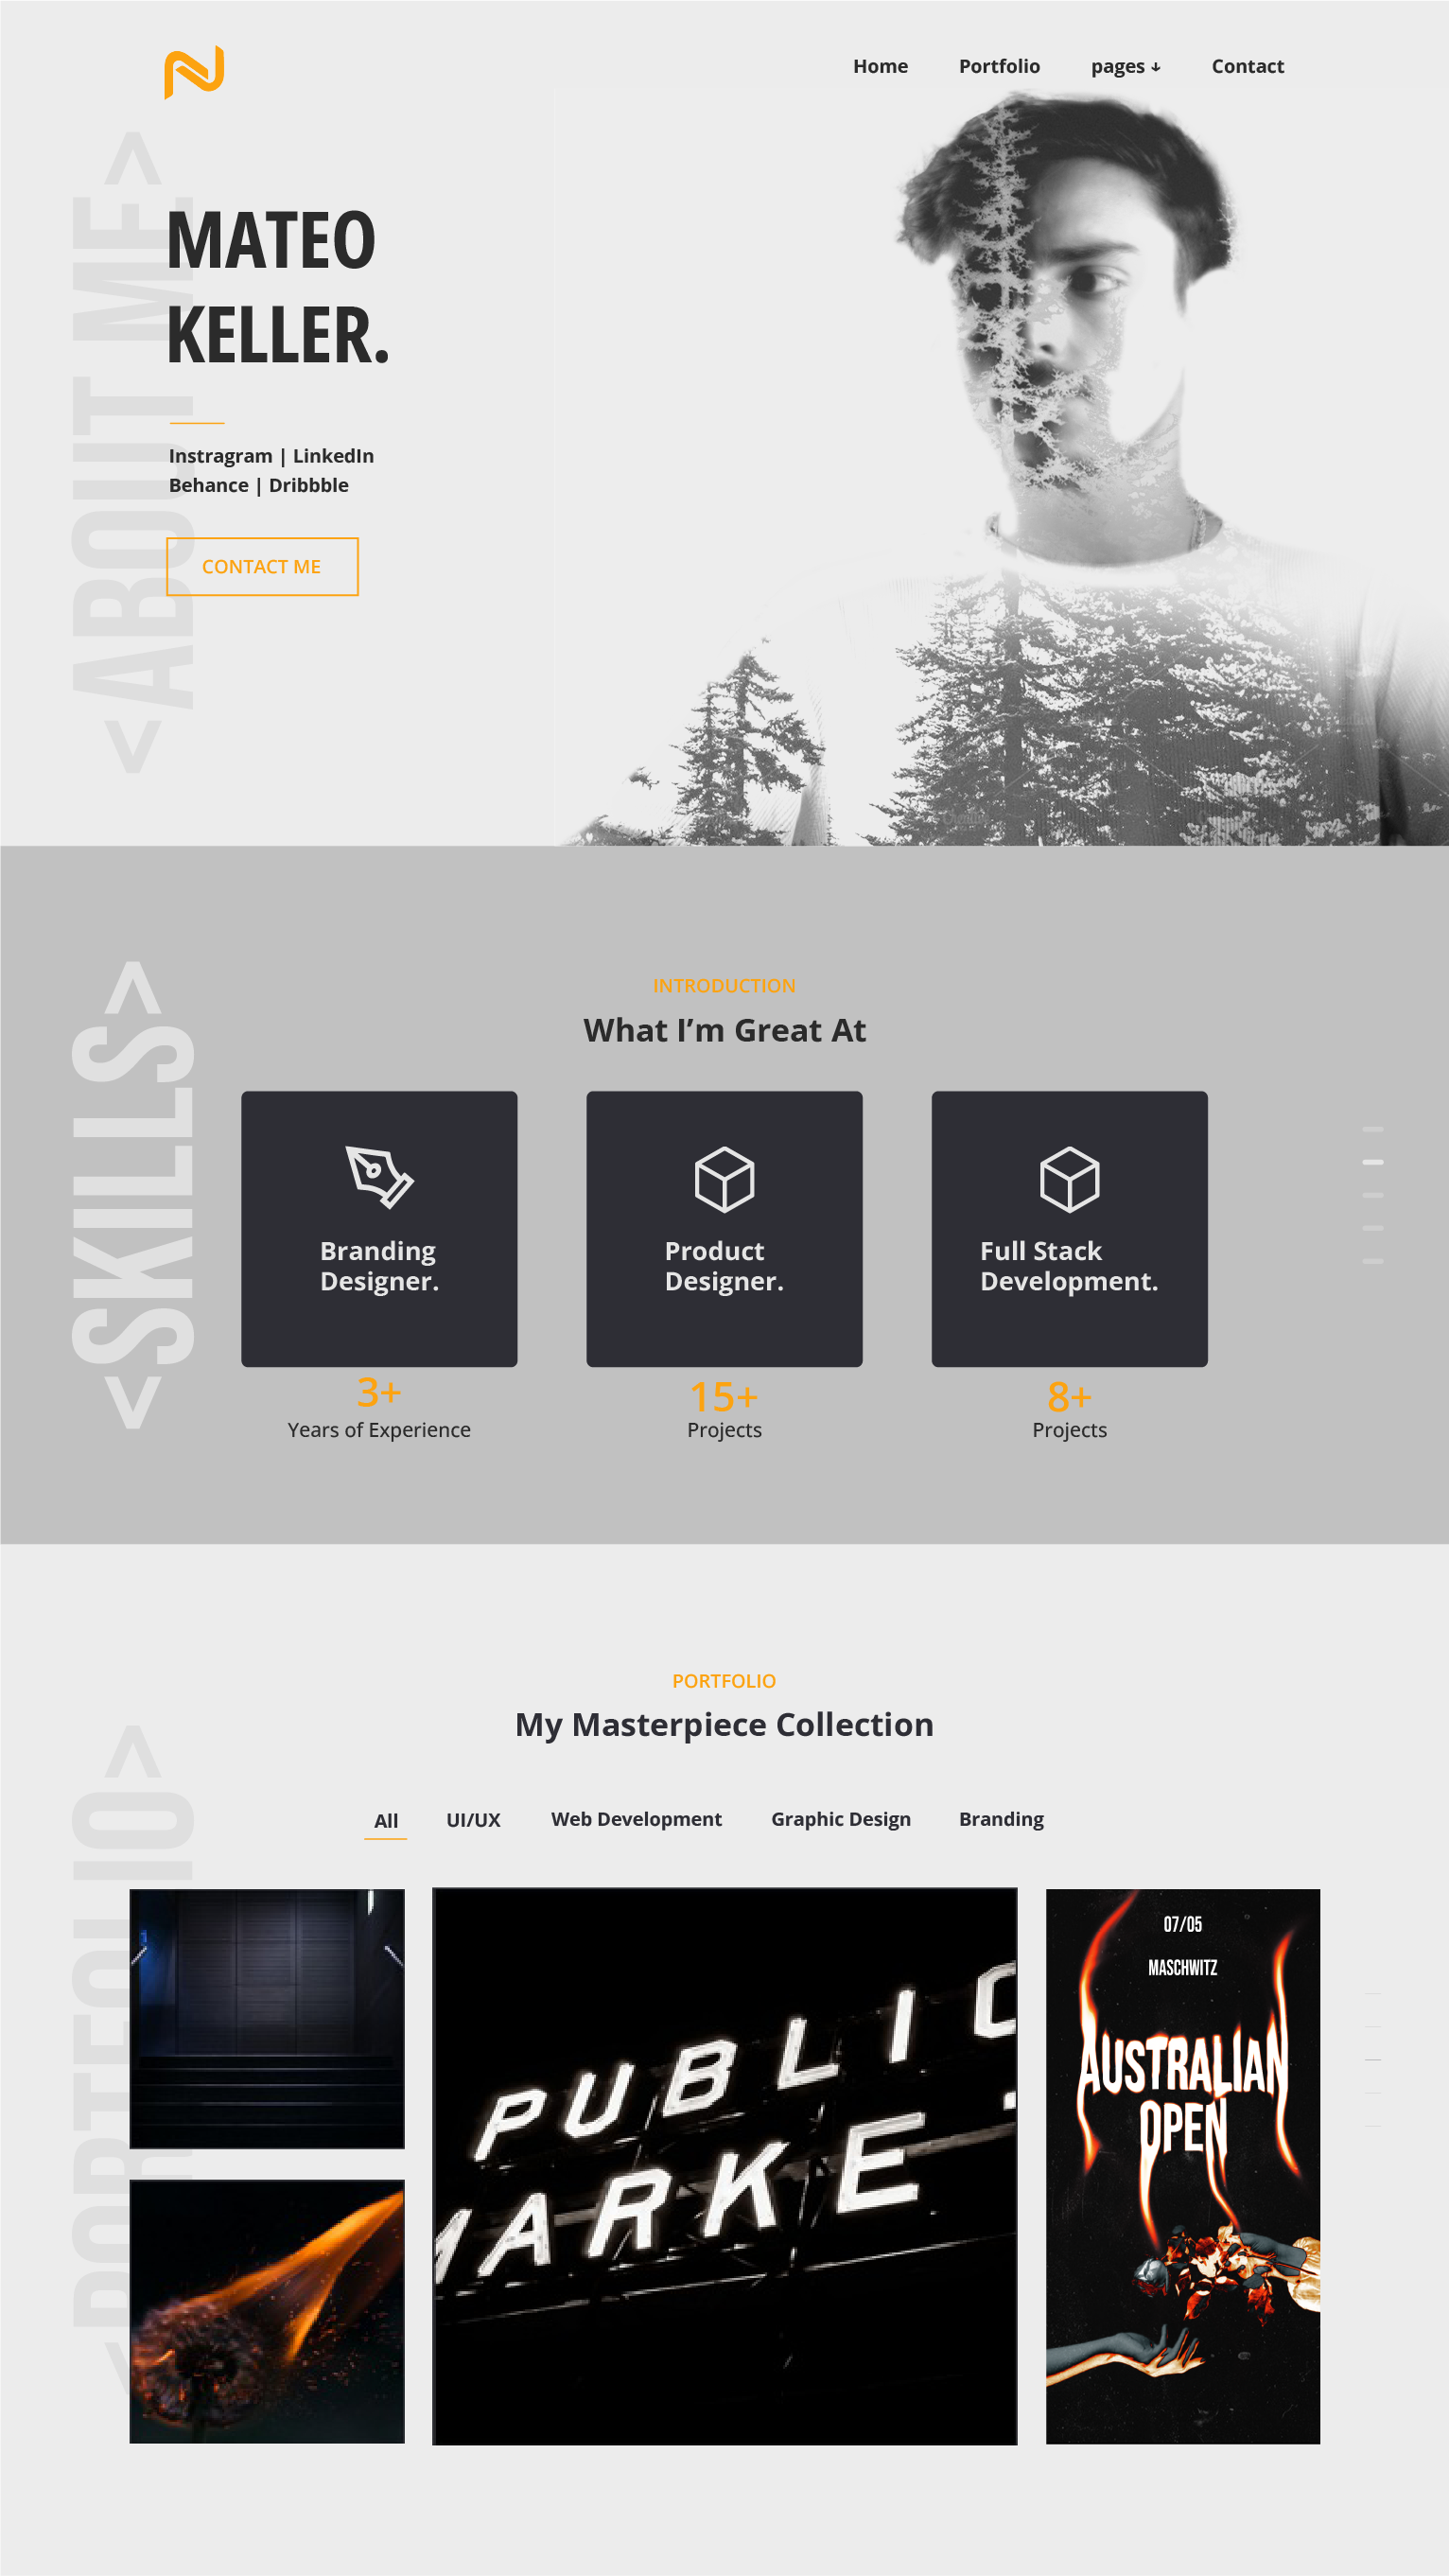 Home Portfolio pages ↓ Contact
<ABOUT ME>
MATEO
KELLER.
Instragram | LinkedIn
Behance | Dribbble
CONTACT ME
<SKILLS>
INTRODUCTION
What I’m Great At
Branding
Designer.
Product
Designer.
Full Stack
Development.
3+
Years of Experience
15+
Projects
8+
Projects
<PORTFOLIO>
PORTFOLIO
My Masterpiece Collection
All UI/UX Web Development Graphic Design Branding
PUBLIC
MARKE
07/05
MASCHWITZ
AUSTRALIAN
OPEN